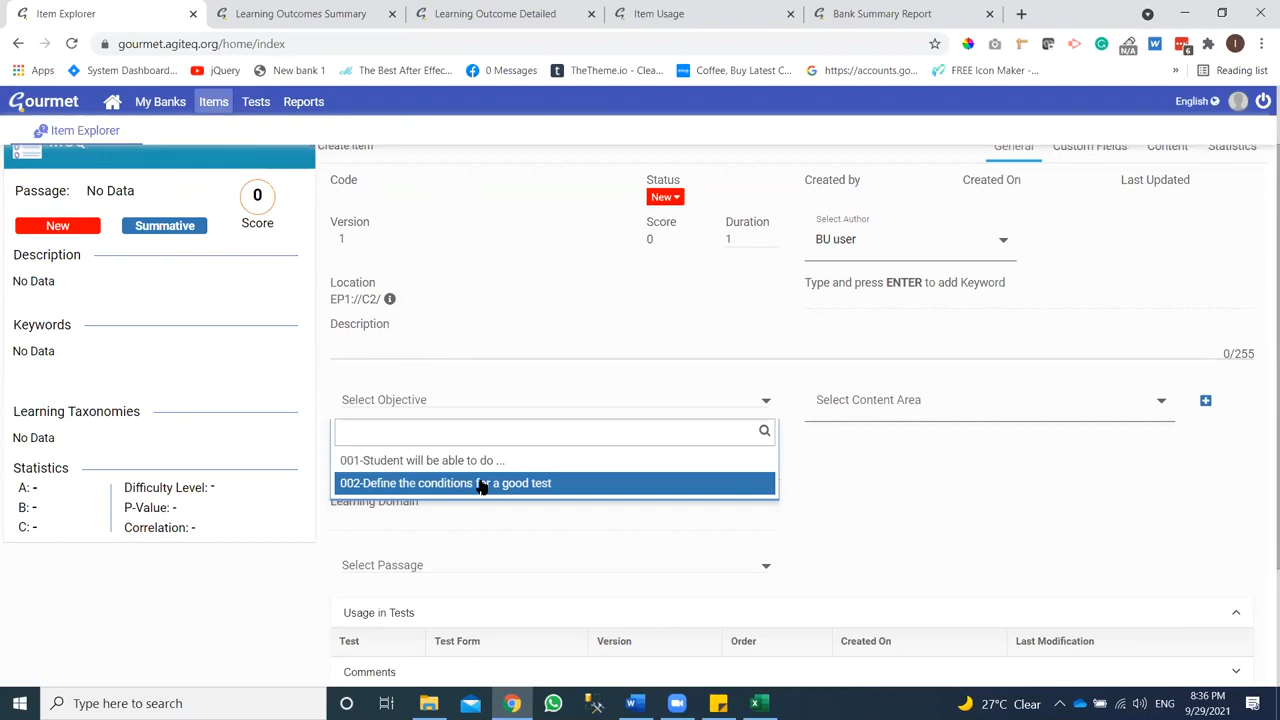 Item Explorer
Learning Outcomes Summary
Learning Outcome Detailed
Item Usage
Bank Summary Report
gourmet.agiteq.org/home/index
N/A
W
6
I
Apps
System Dashboard...
jQuery
New bank 1
The Best After Effec...
0 Messages
TheTheme.io - Clea...
Coffee, Buy Latest C...
https://accounts.go...
FREE Icon Maker -...
»
Reading list
Gourmet
My Banks
Items
Tests
Reports
English
Item Explorer
Create Item
General
Custom Fields
Content
Statistics
Passage: No Data
0
Score
New
Summative
Description
No Data
Keywords
No Data
Learning Taxonomies
No Data
Statistics
A: -
B: -
C: -
Difficulty Level: -
P-Value: -
Correlation: -
Code
Status
New
Created by
Created On
Last Updated
Version
1
Score
0
Duration
1
Select Author
BU user
Location
EP1://C2/
Type and press ENTER to add Keyword
Description
0/255
Select Objective
Select Content Area
001-Student will be able to do ...
002-Define the conditions for a good test
Learning Domain
Select Passage
Usage in Tests
Test
Test Form
Version
Order
Created On
Last Modification
Comments
Type here to search
27°C Clear
ENG
8:36 PM
9/29/2021